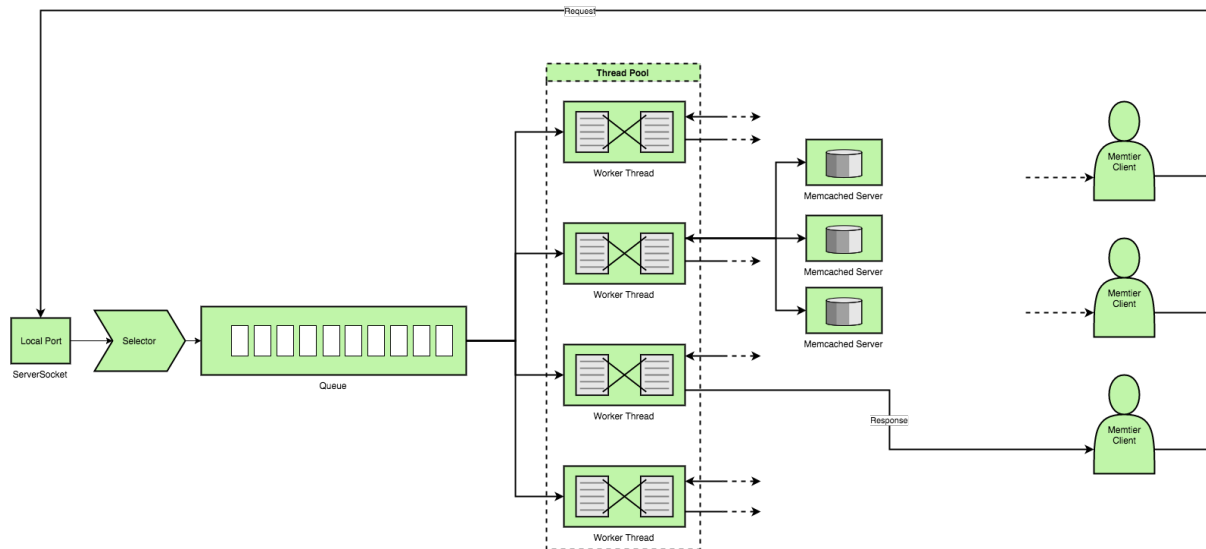 Request
Thread Pool
Worker Thread
Memcached Server
Memtier
Client
Worker Thread
Memcached Server
Memtier
Client
Memcached Server
Local Port
Selector
ServerSocket
Queue
Worker Thread
Response
Memtier
Client
Worker Thread